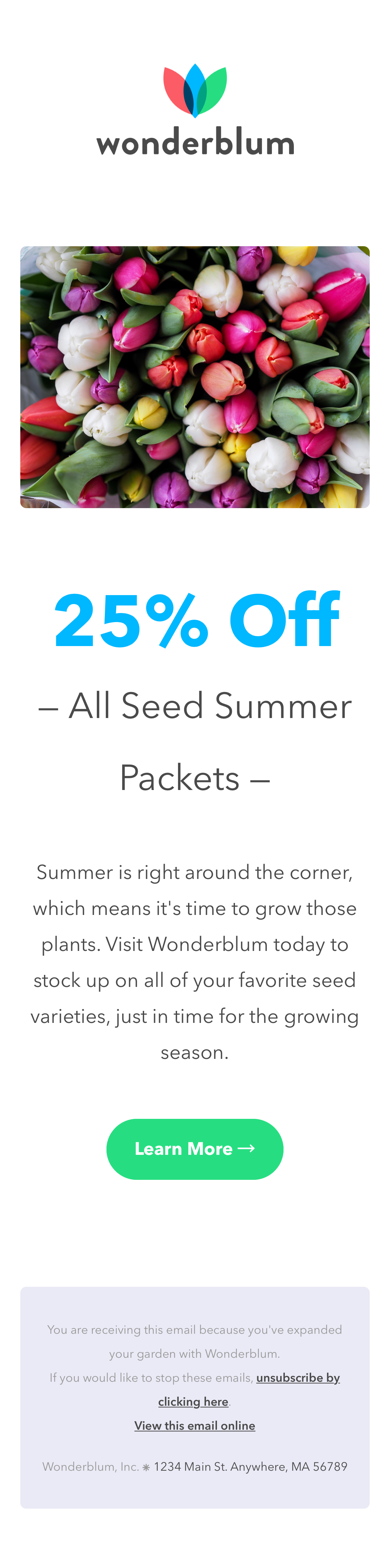 wonderblum
25% Off
– All Seed Summer
Packets –
Summer is right around the corner,
which means it's time to grow those
plants. Visit Wonderblum today to
stock up on all of your favorite seed
varieties, just in time for the growing
season.
Learn More →
You are receiving this email because you've expanded
your garden with Wonderblum.
If you would like to stop these emails, unsubscribe by
clicking here.
View this email online
Wonderblum, Inc. ⁕ 1234 Main St. Anywhere, MA 56789